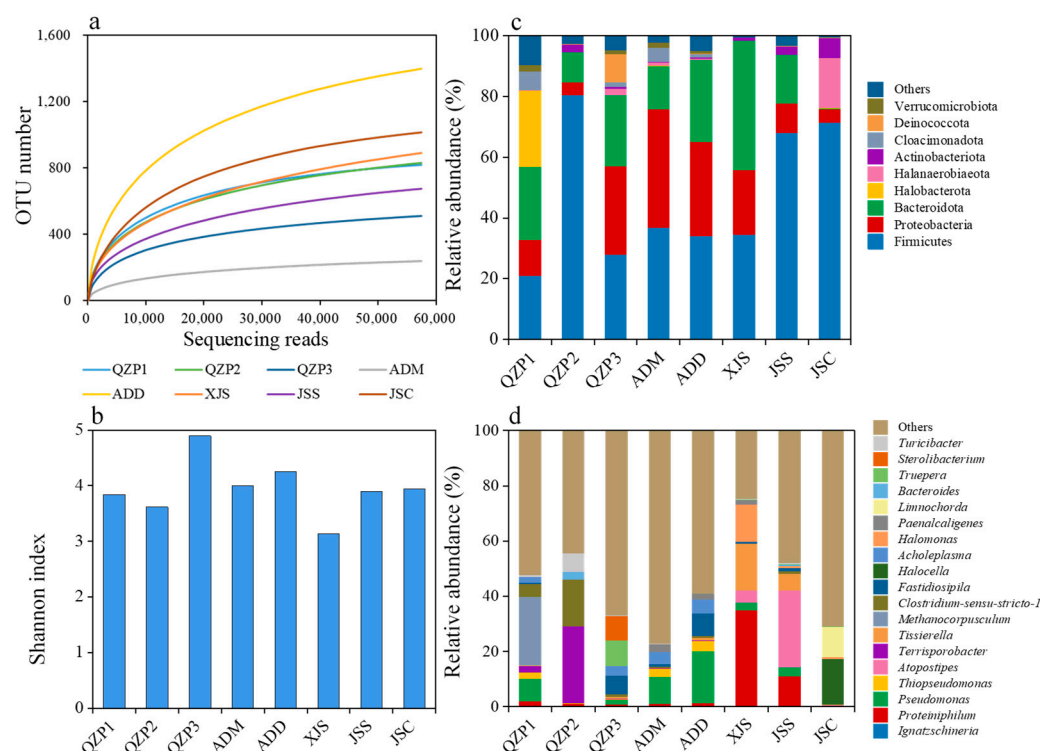 a
1,600
1,200
800
400
0
OTU number
0
10,000
20,000
30,000
40,000
50,000
60,000
Sequencing reads
QZP1
QZP2
QZP3
ADM
ADD
XJS
JSS
JSC
c
100
80
60
40
20
0
Relative abundance (%)
QZP1
QZP2
QZP3
ADM
ADD
XJS
JSS
JSC
Others
Verrucomicrobiota
Deinococcota
Cloacimonadota
Actinobacteriota
Halanaerobiaeota
Halobacterota
Bacteroidota
Proteobacteria
Firmicutes
b
5
4
3
2
1
0
Shannon index
QZP1
QZP2
QZP3
ADM
ADD
XJS
JSS
JSC
d
100
80
60
40
20
0
Relative abundance (%)
QZP1
QZP2
QZP3
ADM
ADD
XJS
JSS
JSC
Others
Turicibacter
Sterolibacterium
Truepera
Bacteroides
Limnochorda
Paenalcaligenes
Halomonas
Acholeplasma
Halocella
Fastidiosipila
Clostridium-sensu-stricto-1
Methanocorpusculum
Tissierella
Terrisporobacter
Atopostipes
Thiopseudomonas
Pseudomonas
Proteiniphilum
Ignatzschineria